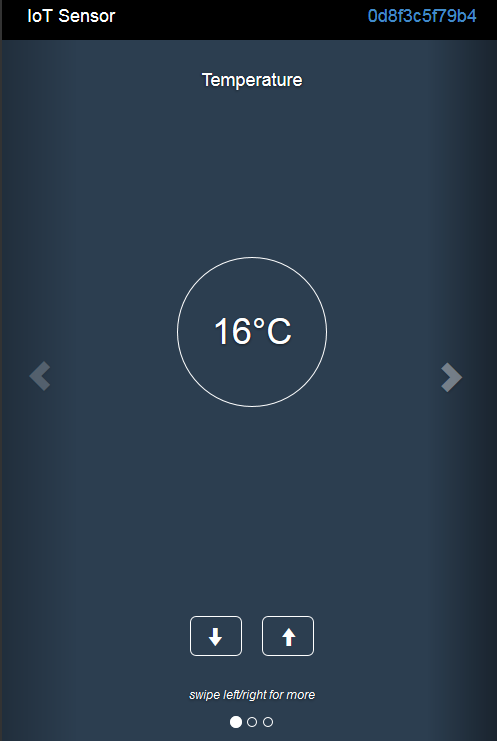 IoT Sensor 0d8f3c5f79b4
Temperature
16°C
swipe left/right for more